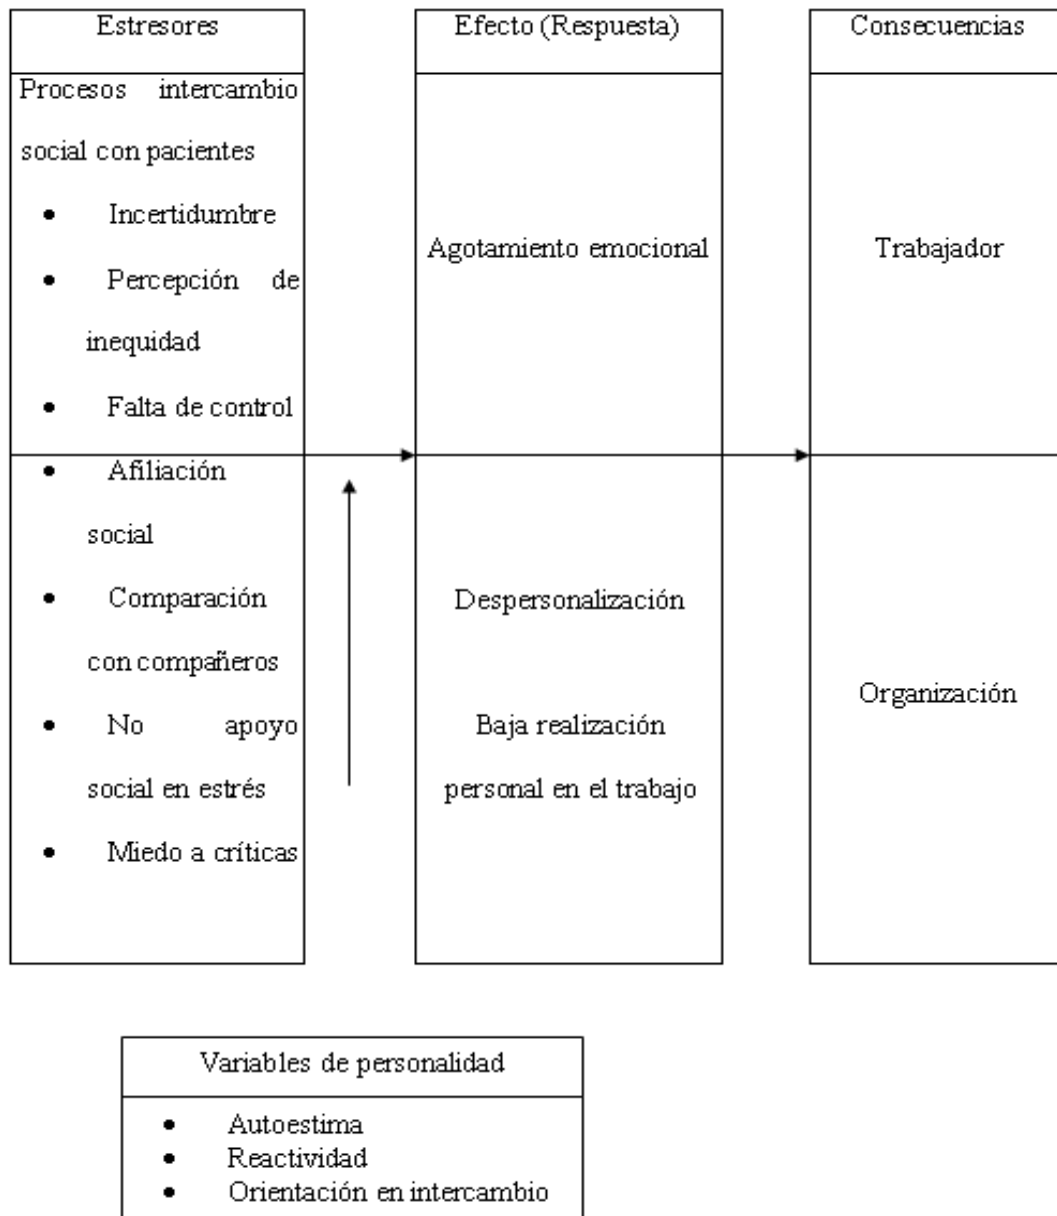 Estresores
Procesos intercambio
social con pacientes
• Incertidumbre
• Percepción de
inequidad
• Falta de control
• Afiliación
social
• Comparación
con compañeros
• No apoyo
social en estrés
• Miedo a críticas
Efecto (Respuesta)
Agotamiento emocional
Despersonalización
Baja realización
personal en el trabajo
Consecuencias
Trabajador
Organización
Variables de personalidad
• Autoestima
• Reactividad
• Orientación en intercambio